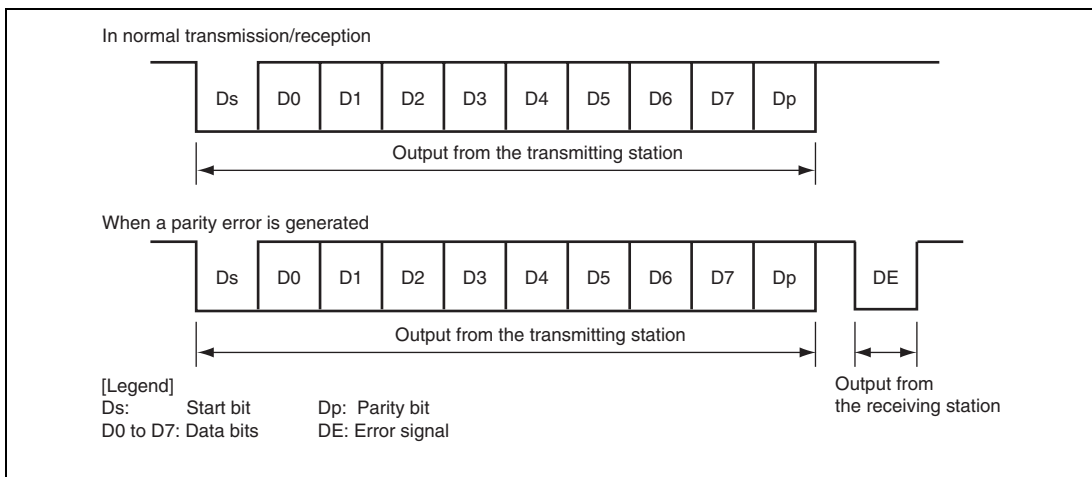 In normal transmission/reception
Ds D0 D1 D2 D3 D4 D5 D6 D7 Dp
Output from the transmitting station
When a parity error is generated
Ds D0 D1 D2 D3 D4 D5 D6 D7 Dp DE
Output from the transmitting station
Output from
the receiving station
[Legend]
Ds: Start bit Dp: Parity bit
D0 to D7: Data bits DE: Error signal